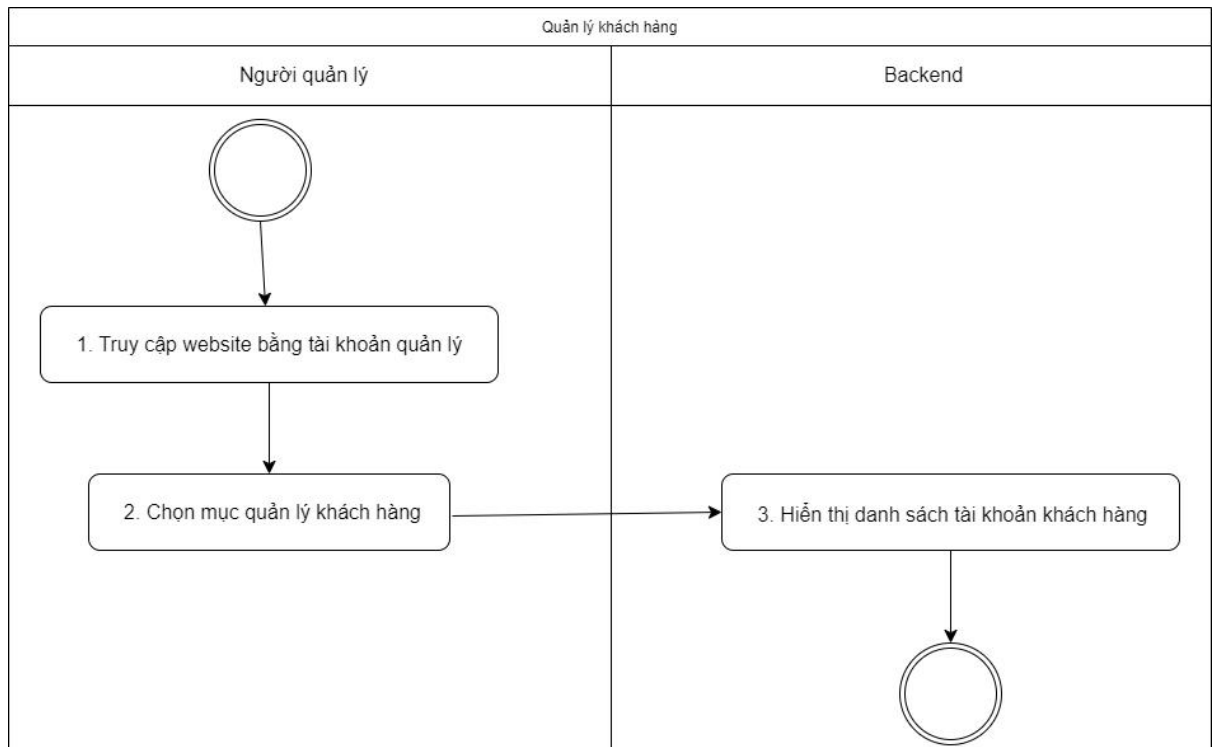 Quản lý khách hàng
Người quản lý
Backend
1. Truy cập website bằng tài khoản quản lý
2. Chọn mục quản lý khách hàng
3. Hiển thị danh sách tài khoản khách hàng